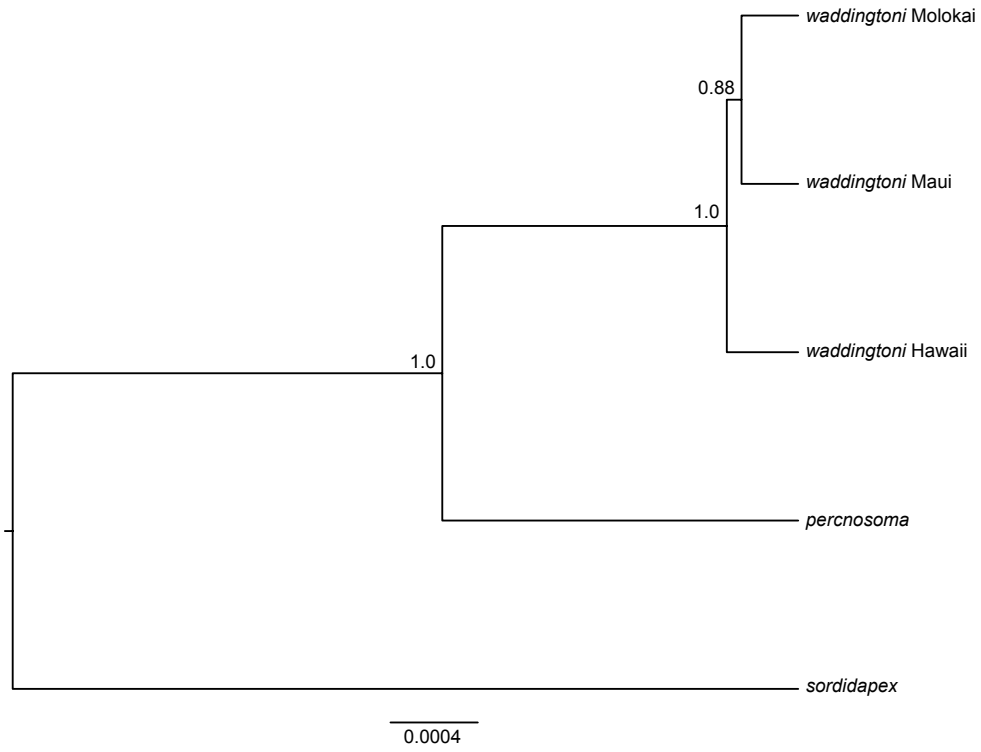 waddingtoni Molokai
0.88
waddingtoni Maui
1.0
waddingtoni Hawaii
1.0
percnosoma
sordidapex
0.0004